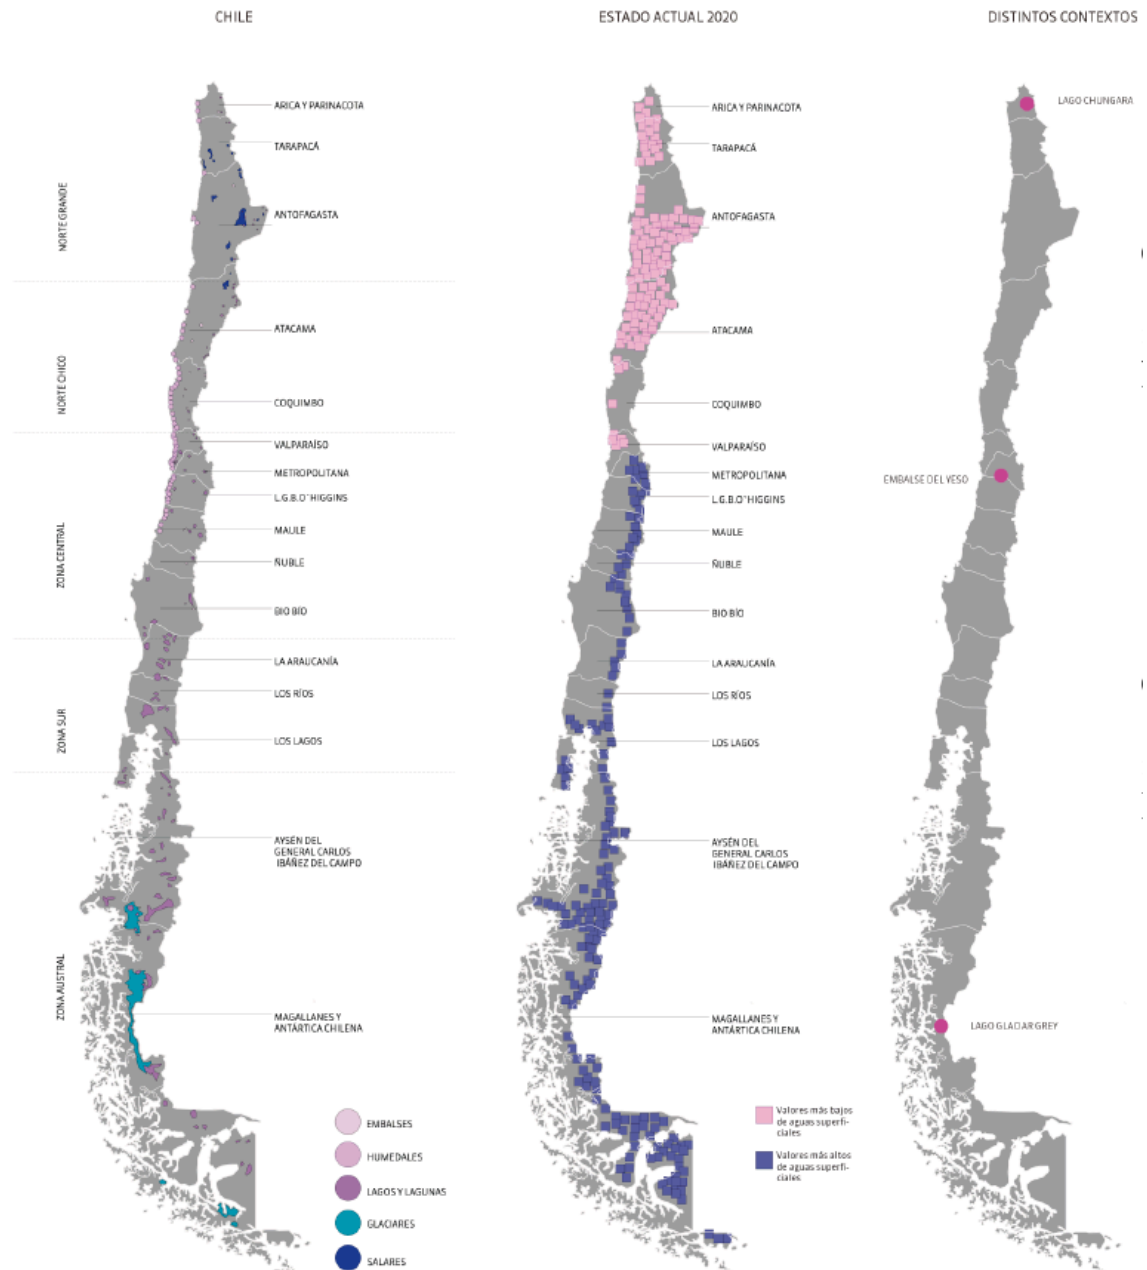 CHILE
ARICA Y PARINACOTA
TARAPACÁ
ANTOFAGASTA
ATACAMA
COQUIMBO
VALPARAÍSO
METROPOLITANA
L.G.B.O´HIGGINS
MAULE
ÑUBLE
BIO BÍO
LA ARAUCANÍA
LOS RÍOS
LOS LAGOS
AYSÉN DEL
GENERAL CARLOS
IBÁÑEZ DEL CAMPO
MAGALLANES Y
ANTÁRTICA CHILENA
NORTE GRANDE
NORTE CHICO
ZONA CENTRAL
ZONA SUR
ZONA AUSTRAL
EMBALSES
HUMEDALES
LAGOS Y LAGUNAS
GLACIARES
SALARES
ESTADO ACTUAL 2020
ARICA Y PARINACOTA
TARAPACÁ
ANTOFAGASTA
ATACAMA
COQUIMBO
VALPARAÍSO
METROPOLITANA
L.G.B.O´HIGGINS
MAULE
ÑUBLE
BIO BÍO
LA ARAUCANÍA
LOS RÍOS
LOS LAGOS
AYSÉN DEL
GENERAL CARLOS
IBÁÑEZ DEL CAMPO
MAGALLANES Y
ANTÁRTICA CHILENA
Valores más bajos
de aguas superfi-
ciales
Valores más altos
de aguas superfi-
ciales
DISTINTOS CONTEXTOS
LAGO CHUNGARA
EMBALSE DEL YESO
LAGO GLACIAR GREY